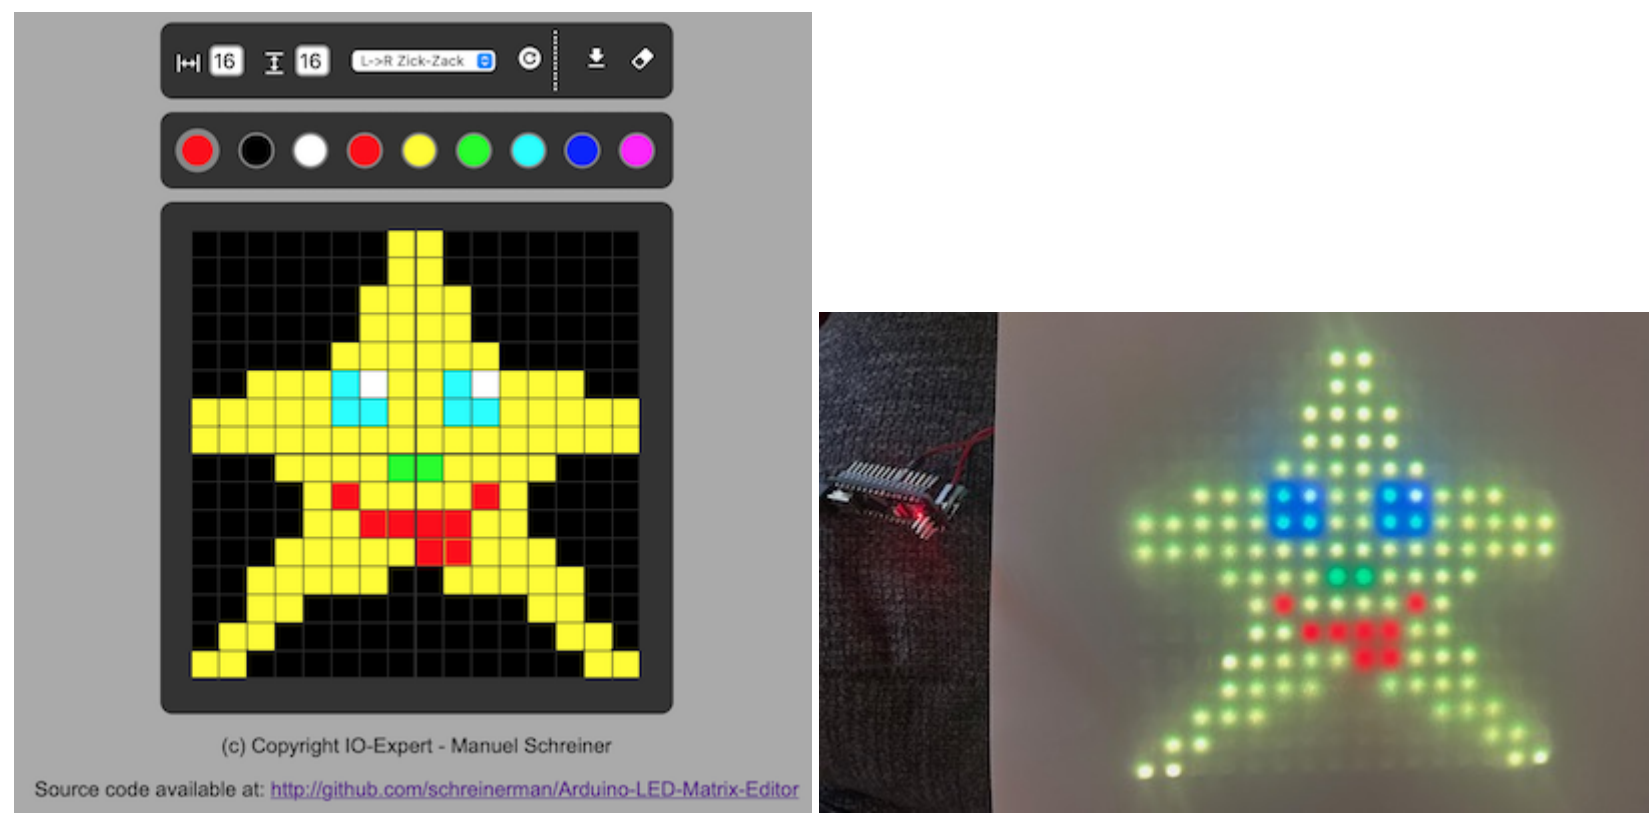 16 16 L->R Zick-Zack
(c) Copyright IO-Expert - Manuel Schreiner
Source code available at: http://github.com/schreinerman/Arduino-LED-Matrix-Editor